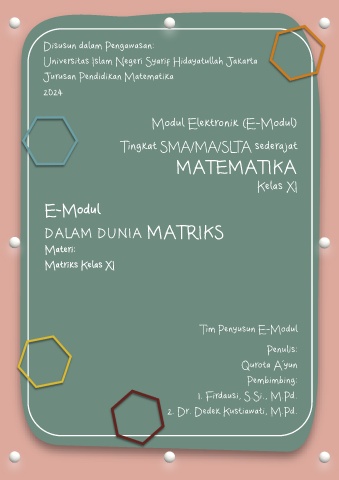 Disusun dalam Pengawasan:
Universitas Islam Negeri Syarif Hidayatullah Jakarta
Jurusan Pendidikan Matematika
2024
Modul Elektronik (E-Modul)
Tingkat SMA/MA/SLTA sederajat
MATEMATIKA
Kelas XI
E-Modul
DALAM DUNIA MATRIKS
Materi:
Matriks Kelas XI
Tim Penyusun E-Modul
Penulis:
Qurota A'yun
Pembimbing:
1. Firdausi, S.Si., M.Pd.
2. Dr. Dedek Kustiawati, M.Pd.